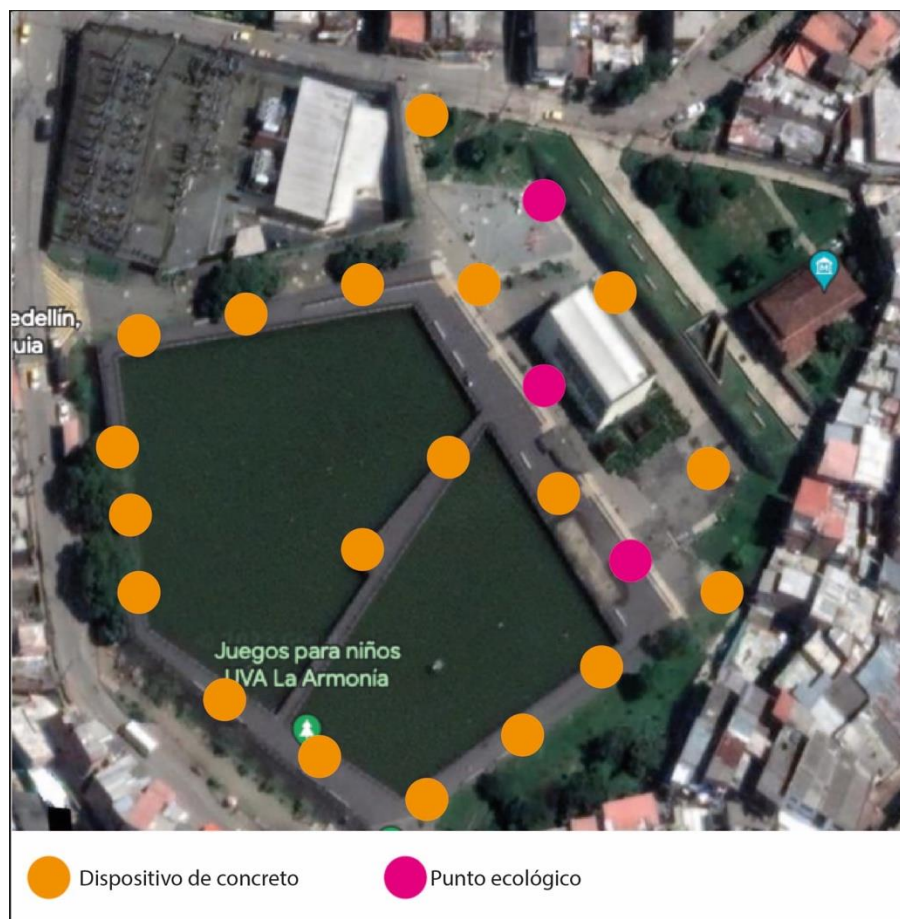 edellín,
uia
Juegos para niños
UVA La Armonía
Dispositivo de concreto
Punto ecológico